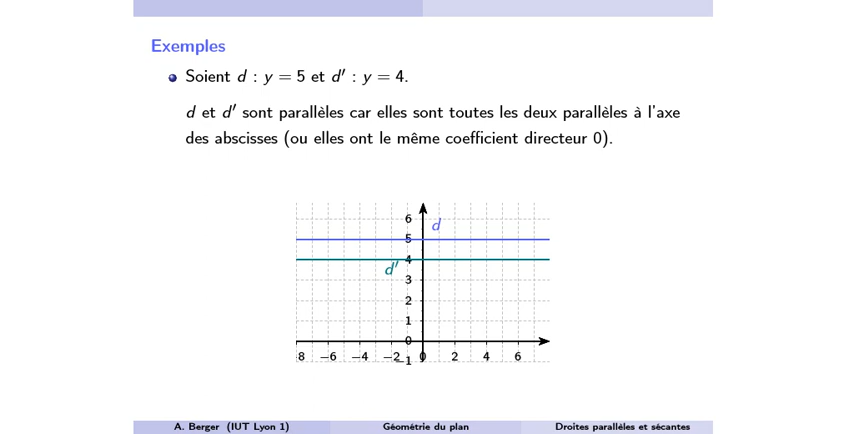 Exemples
Soient d : y = 5 et d′ : y = 4.
d et d′ sont parallèles car elles sont toutes les deux parallèles à l'axe
des abscisses (ou elles ont le même coefficient directeur 0).
6
d
5
4
d′
3
2
1
0
8 −6 −4 −2 0 2 4 6
−1
A. Berger (IUT Lyon 1) Géométrie du plan Droites parallèles et sécantes